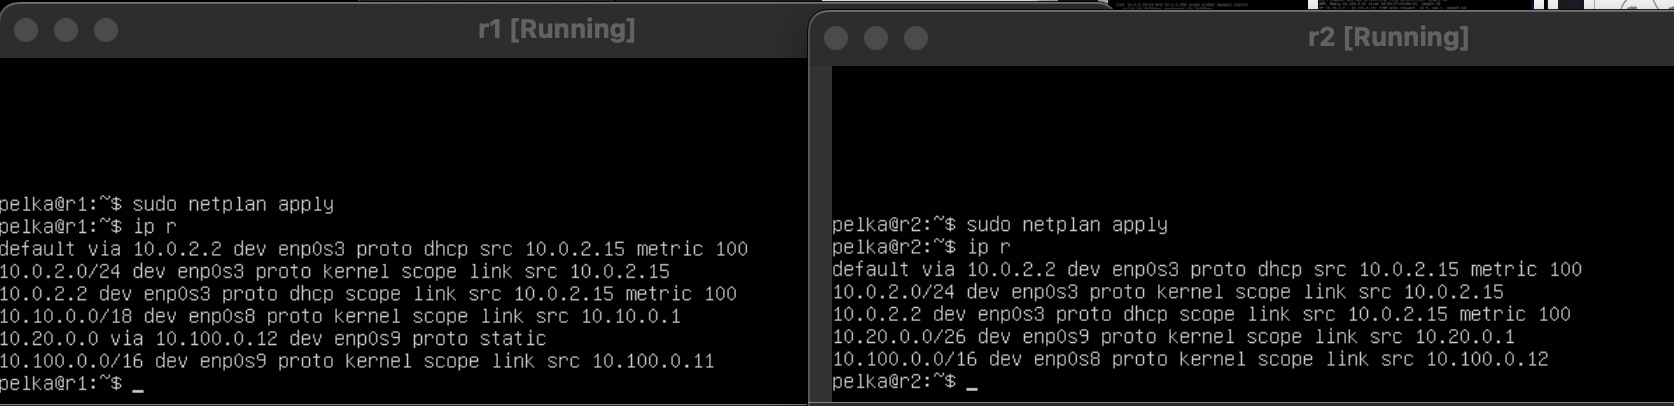 r1 [Running]
pelka@r1:~$ sudo netplan apply
pelka@r1:~$ ip r
default via 10.0.2.2 dev enp0s3 proto dhcp src 10.0.2.15 metric 100
10.0.2.0/24 dev enp0s3 proto kernel scope link src 10.0.2.15
10.0.2.2 dev enp0s3 proto dhcp scope link src 10.0.2.15 metric 100
10.10.0.0/18 dev enp0s8 proto kernel scope link src 10.10.0.1
10.20.0.0 via 10.100.0.12 dev enp0s9 proto static
10.100.0.0/16 dev enp0s9 proto kernel scope link src 10.100.0.11
pelka@r1:~$ _
r2 [Running]
pelka@r2:~$ sudo netplan apply
pelka@r2:~$ ip r
default via 10.0.2.2 dev enp0s3 proto dhcp src 10.0.2.15 metric 100
10.0.2.0/24 dev enp0s3 proto kernel scope link src 10.0.2.15
10.0.2.2 dev enp0s3 proto dhcp scope link src 10.0.2.15 metric 100
10.20.0.0/26 dev enp0s9 proto kernel scope link src 10.20.0.1
10.100.0.0/16 dev enp0s8 proto kernel scope link src 10.100.0.12
pelka@r2:~$ _